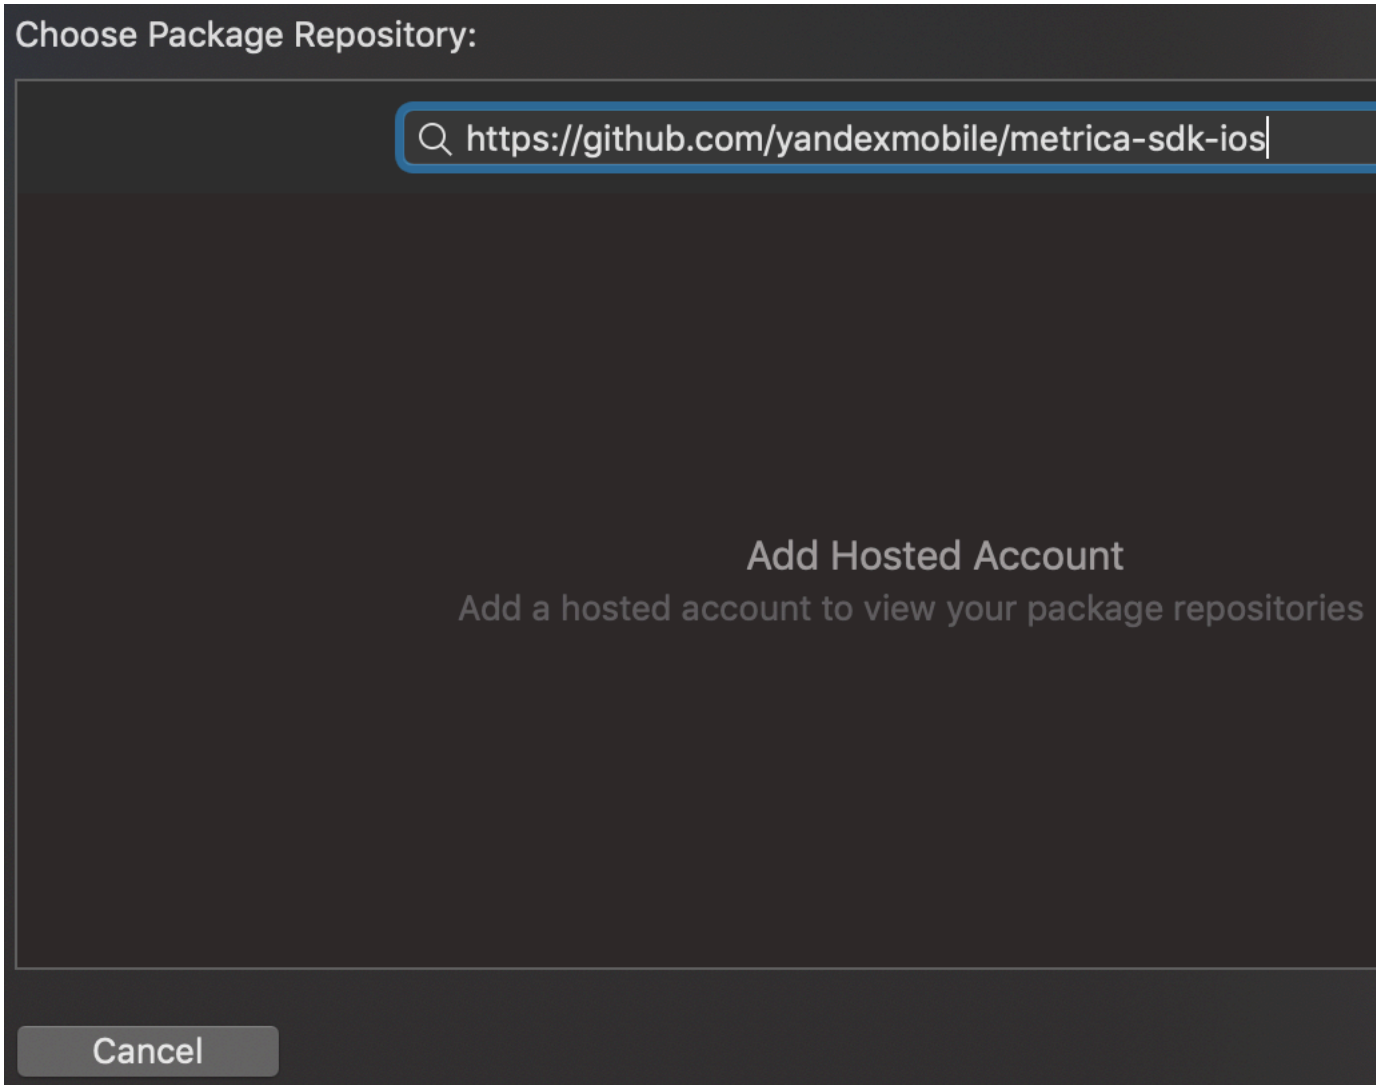 Choose Package Repository:
https://github.com/yandexmobile/metrica-sdk-ios
Add Hosted Account
Add a hosted account to view your package repositories
Cancel